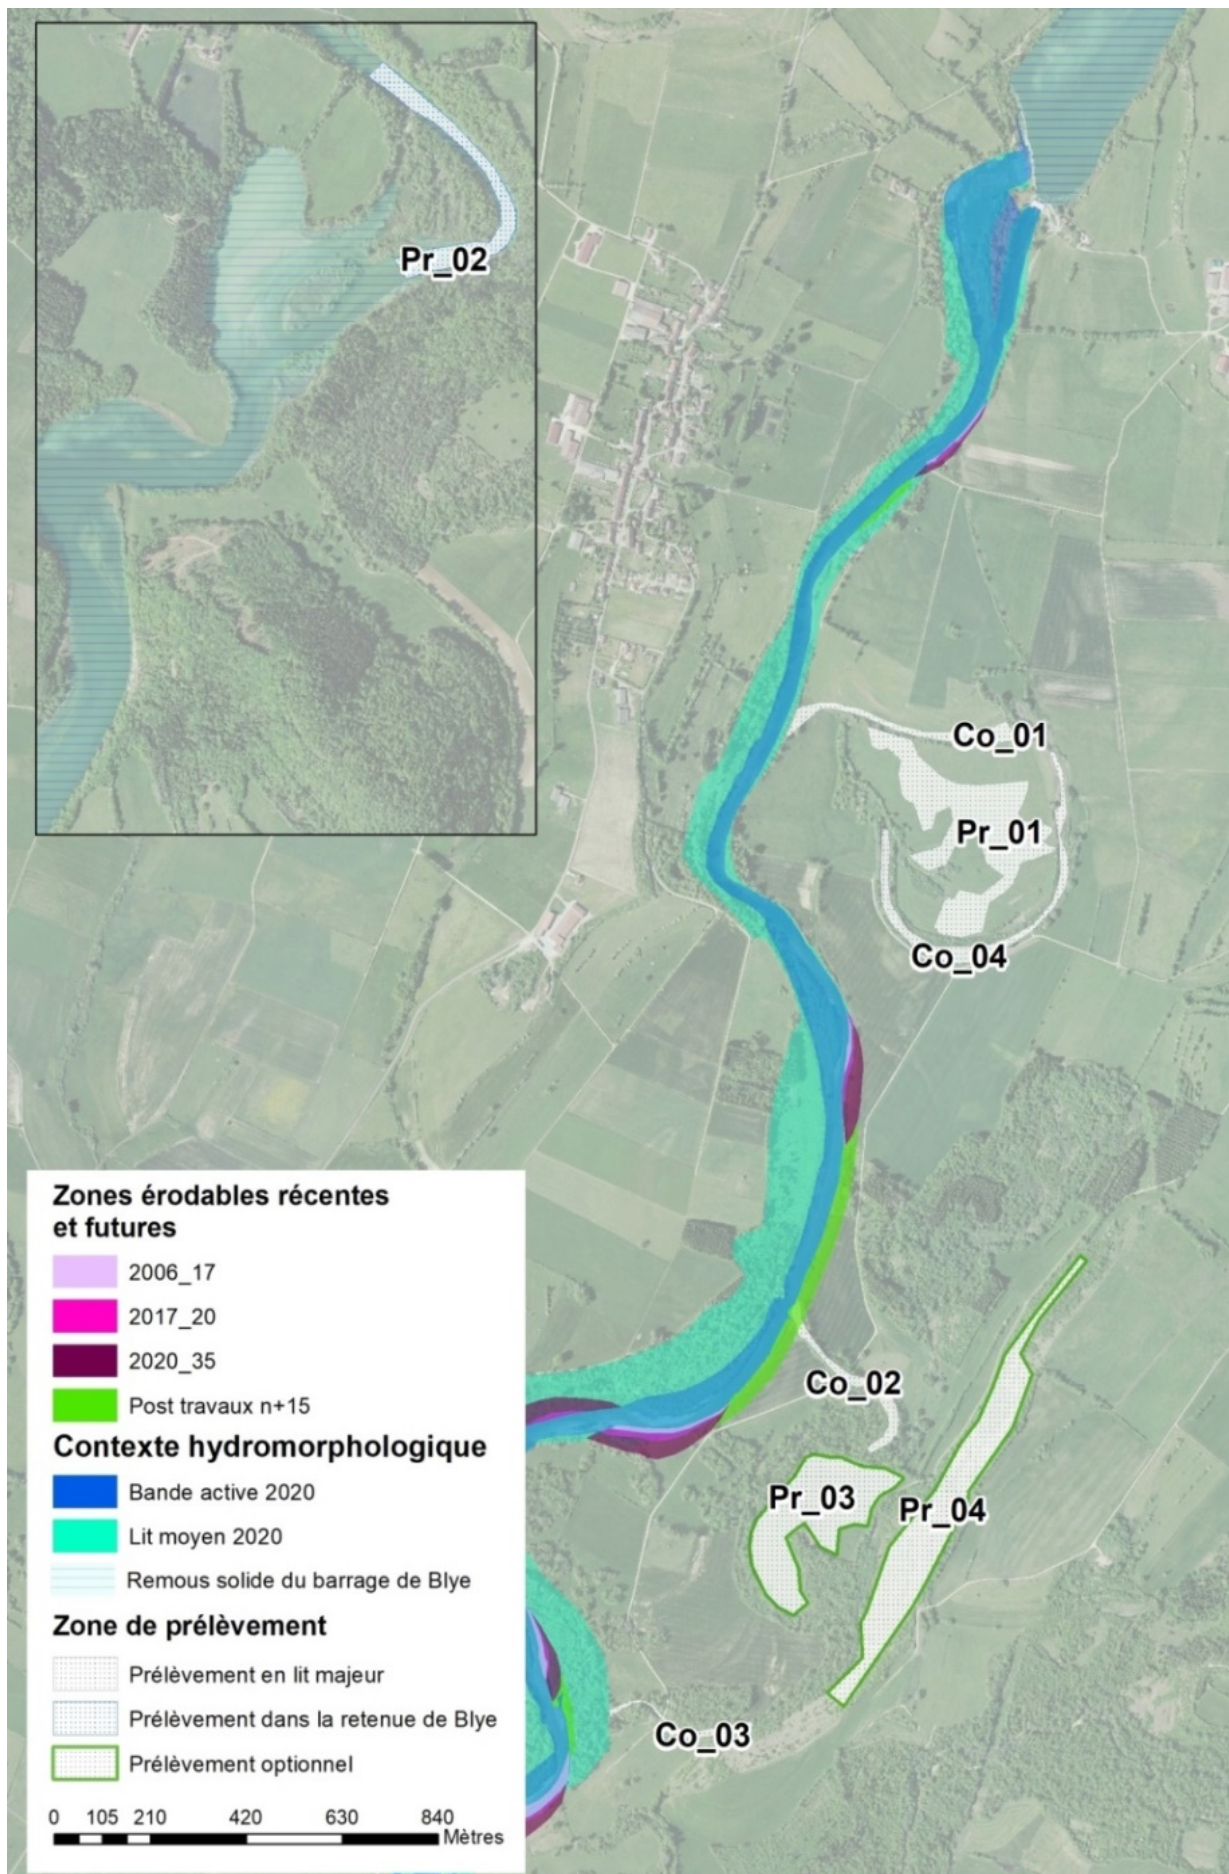 Pr_02
Co_01
Pr_01
Co_04
Co_02
Pr_03
Pr_04
Co_03
Zones érodables récentes
et futures
2006_17
2017_20
2020_35
Post travaux n+15
Contexte hydromorphologique
Bande active 2020
Lit moyen 2020
Remous solide du barrage de Blye
Zone de prélèvement
Prélèvement en lit majeur
Prélèvement dans la retenue de Blye
Prélèvement optionnel
0 105 210 420 630 840
Mètres